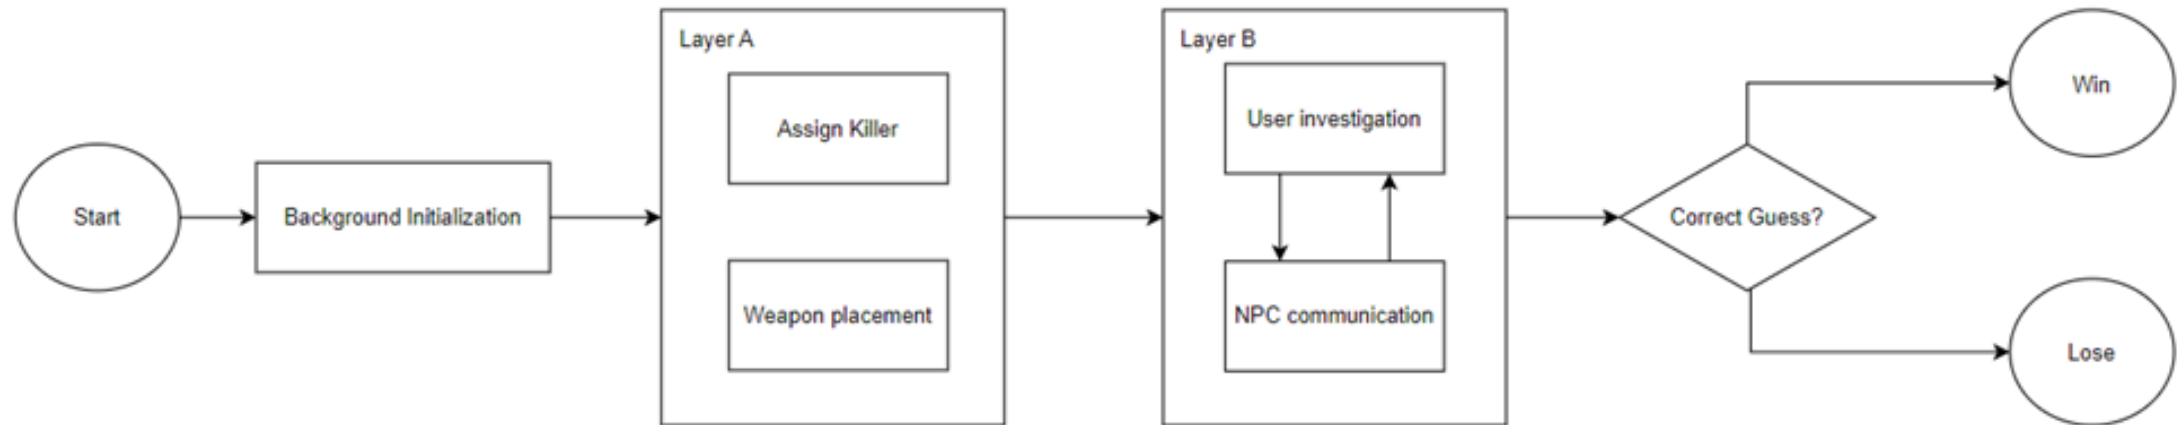 Start
Background Initialization
Layer A
Assign Killer
Weapon placement
Layer B
User investigation
NPC communication
Correct Guess?
Win
Lose